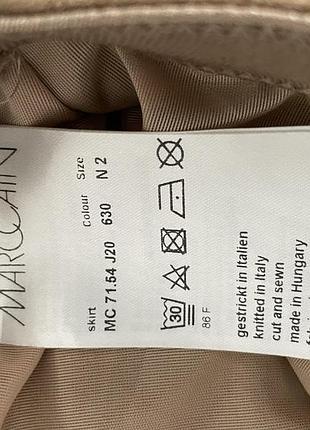 MARCCAIN
skirt Colour Size
MC 71.54 J20 630 N 2
30
86 F
gestrickt in Italien
knitted in Italy
cut and sewn
made in Hungary